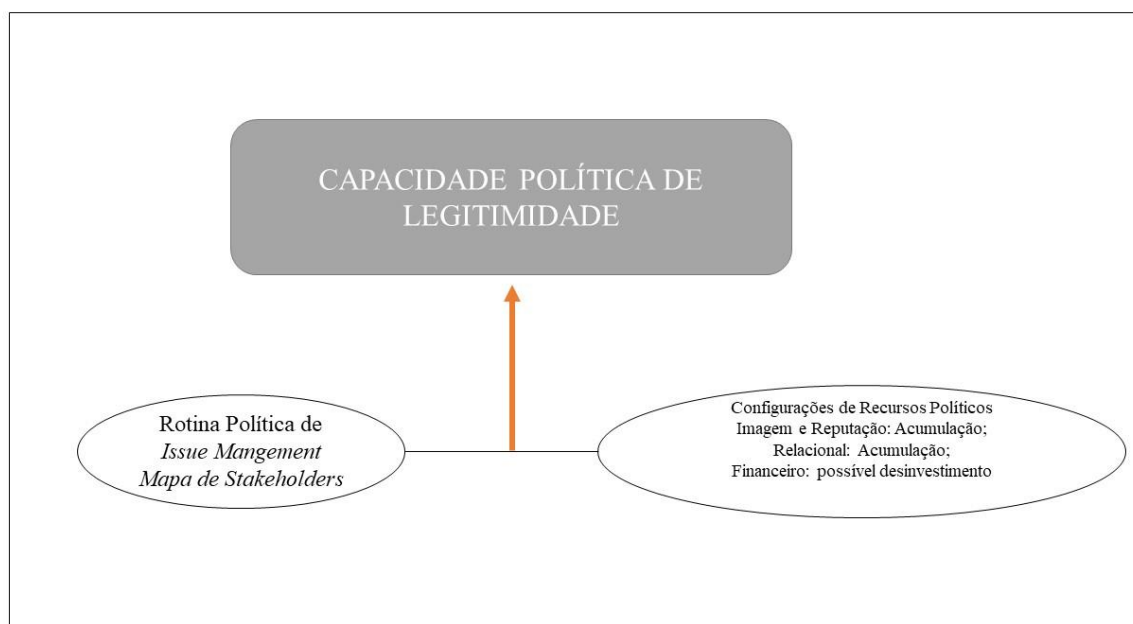 CAPACIDADE POLÍTICA DE
LEGITIMIDADE
Rotina Política de
Issue Mangement
Mapa de Stakeholders
Configurações de Recursos Políticos
Imagem e Reputação: Acumulação;
Relacional: Acumulação;
Financeiro: possível desinvestimento